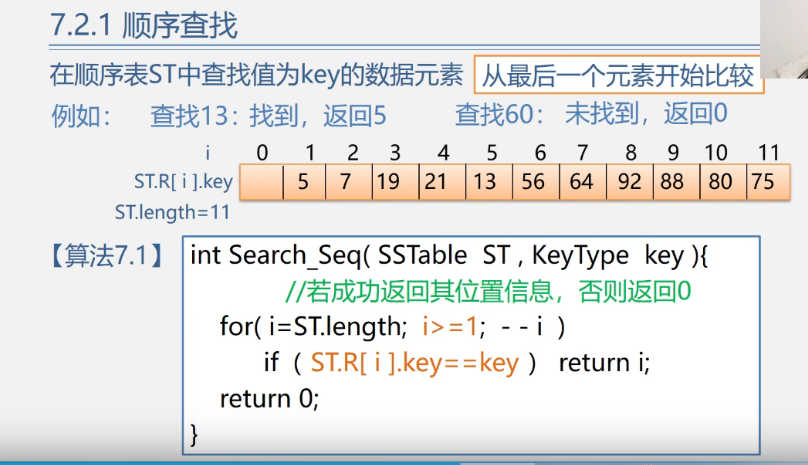 7.2.1 顺序查找
在顺序表ST中查找值为key的数据元素 从最后一个元素开始比较
例如： 查找13：找到，返回5 查找60： 未找到，返回0
i 0 1 2 3 4 5 6 7 8 9 10 11
ST.R[ i ].key 5 7 19 21 13 56 64 92 88 80 75
ST.length=11
【算法7.1】 int Search_Seq( SSTable ST , KeyType key ){
//若成功返回其位置信息，否则返回0
for( i=ST.length; i>=1; - - i )
if ( ST.R[ i ].key==key ) return i;
return 0;
}